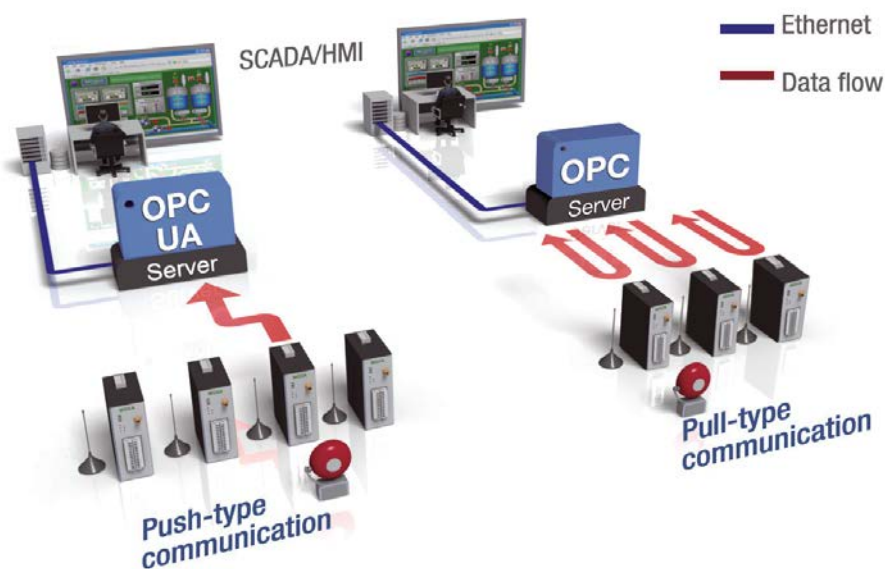 SCADA/HMI
Ethernet
Data flow
OPC
UA
Server
OPC
Server
Push-type
communication
Pull-type
communication